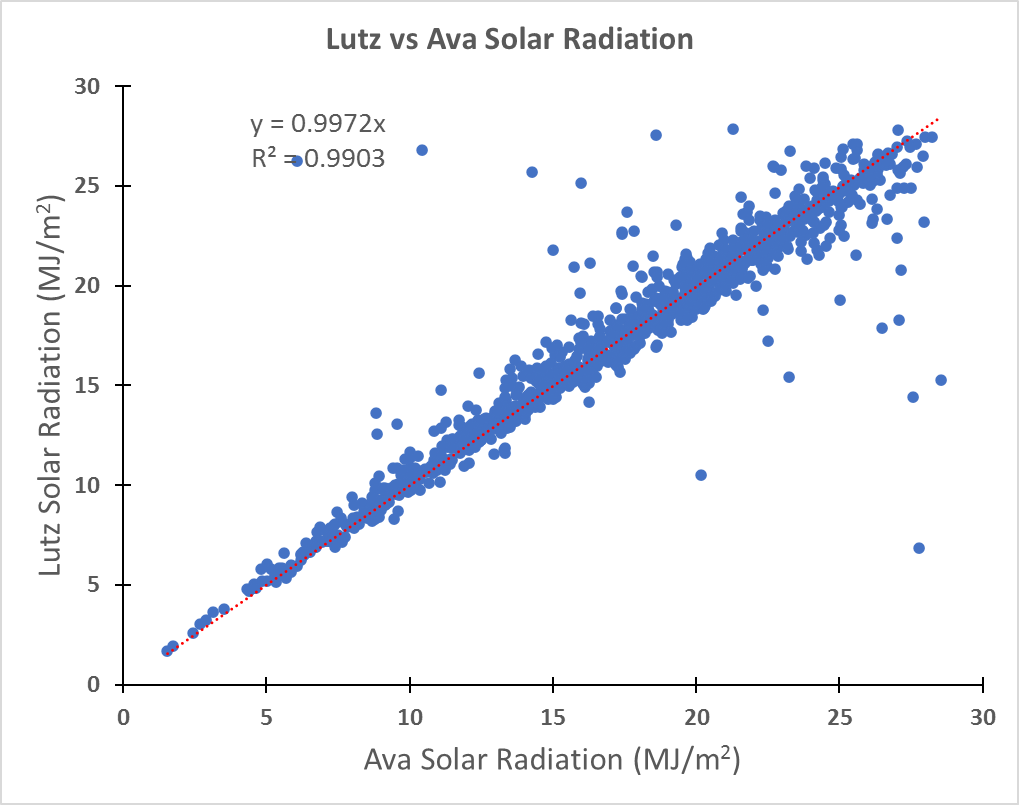 Lutz vs Ava Solar Radiation
y = 0.9972x
R² = 0.9903
Lutz Solar Radiation (MJ/m²)
30
25
20
15
10
5
0
0 5 10 15 20 25 30
Ava Solar Radiation (MJ/m²)